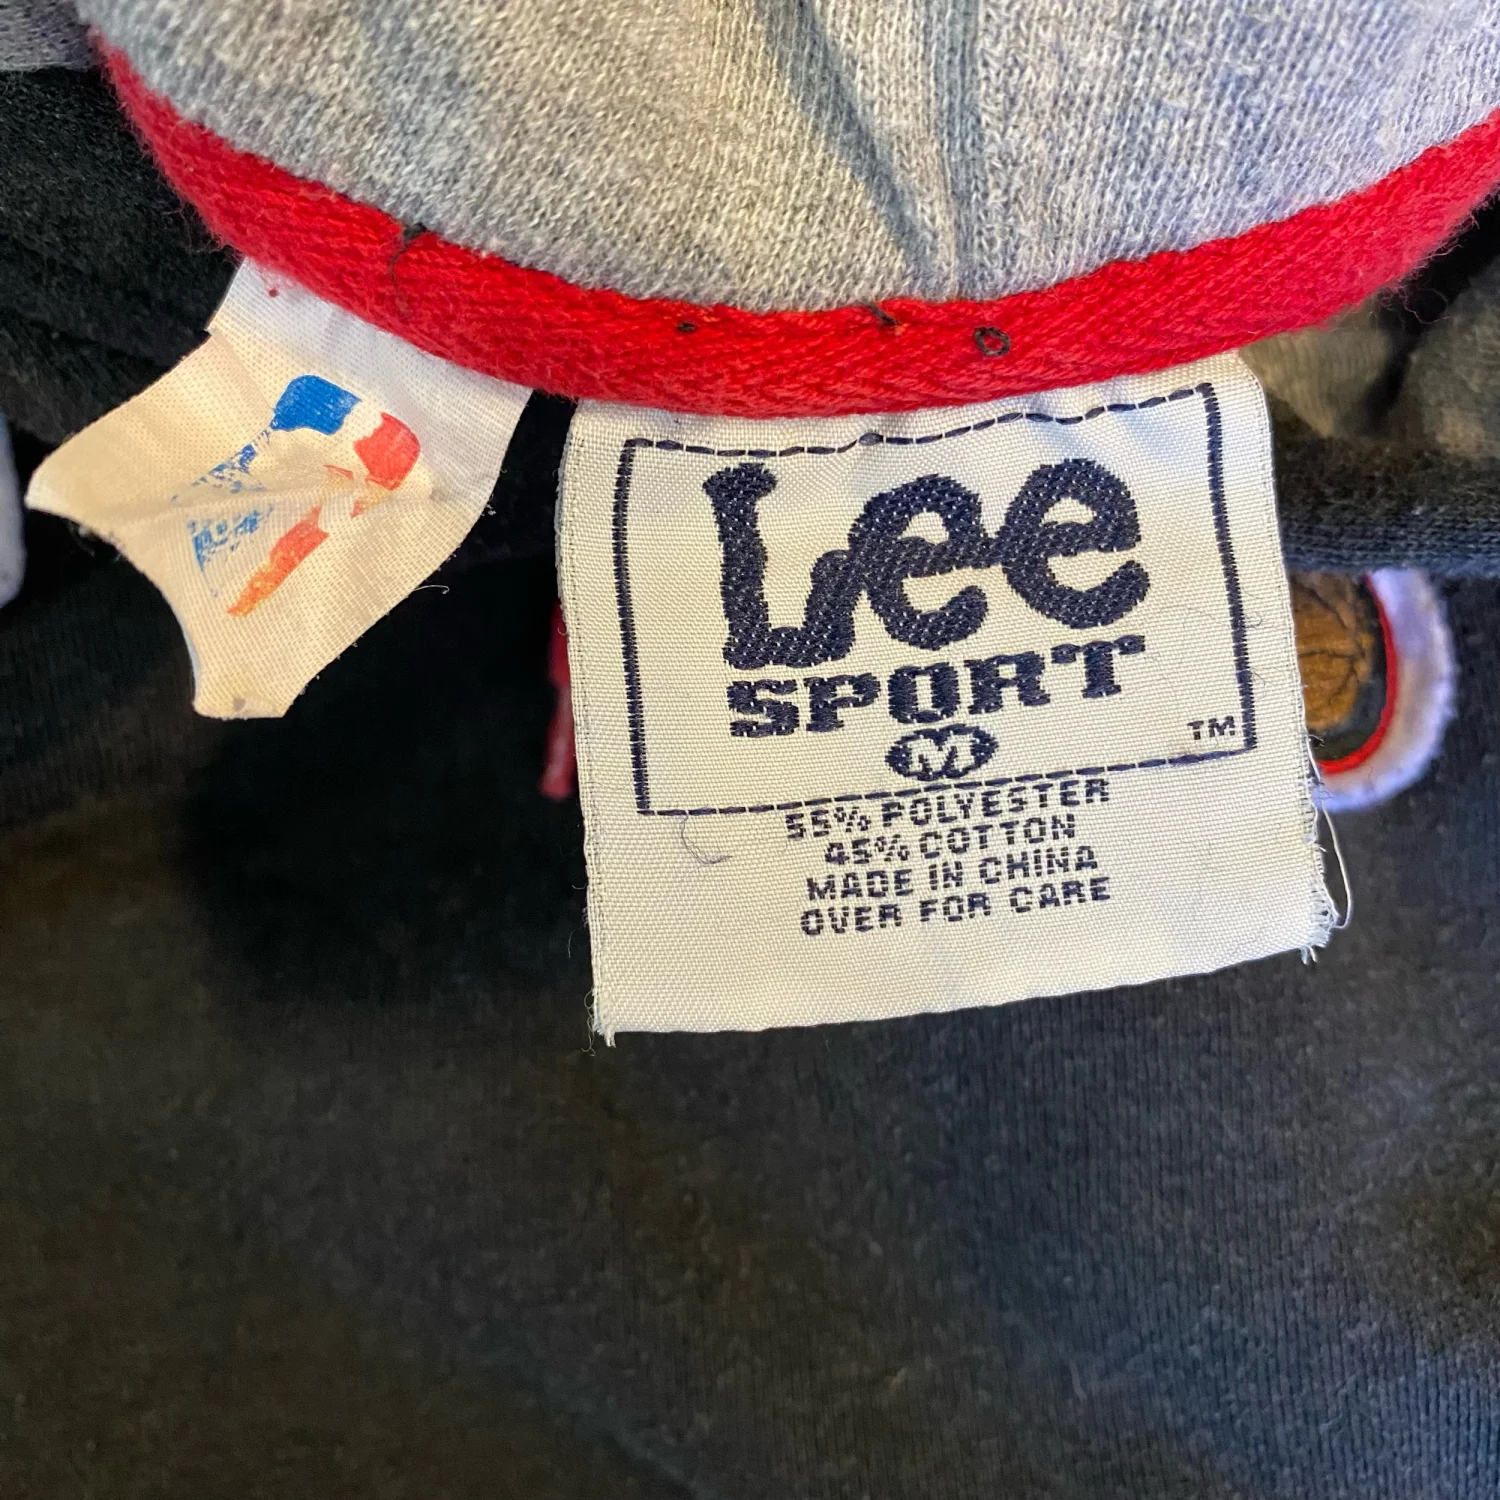 Lee
SPORT
M
TM
55% POLYESTER
45% COTTON
MADE IN CHINA
OVER FOR CARE